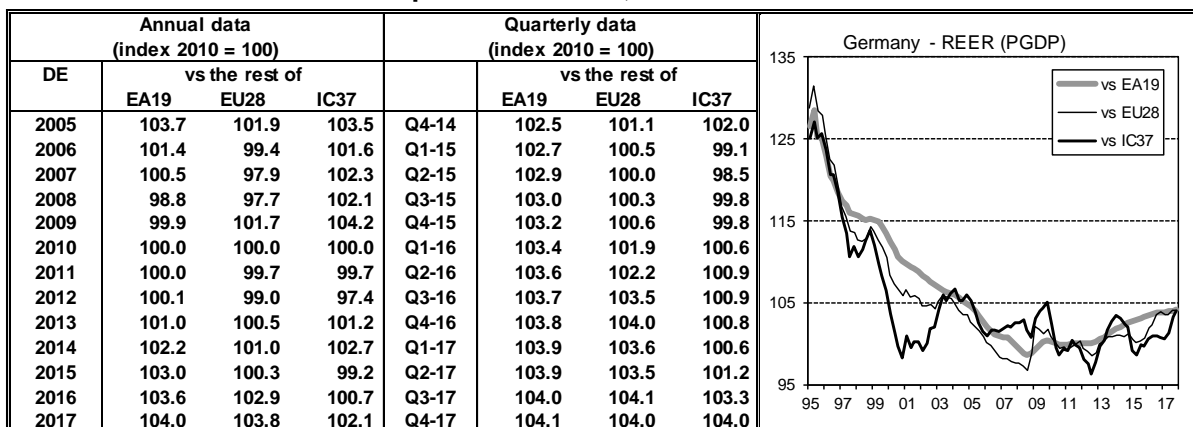 Annual data Quarterly data
(index 2010 = 100) (index 2010 = 100)
DE vs the rest of vs the rest of
EA19 EU28 IC37 EA19 EU28 IC37
2005 103.7 101.9 103.5 Q4-14 102.5 101.1 102.0
2006 101.4 99.4 101.6 Q1-15 102.7 100.5 99.1
2007 100.5 97.9 102.3 Q2-15 102.9 100.0 98.5
2008 98.8 97.7 102.1 Q3-15 103.0 100.3 99.8
2009 99.9 101.7 104.2 Q4-15 103.2 100.6 99.8
2010 100.0 100.0 100.0 Q1-16 103.4 101.9 100.6
2011 100.0 99.7 99.7 Q2-16 103.6 102.2 100.9
2012 100.1 99.0 97.4 Q3-16 103.7 103.5 100.9
2013 101.0 100.5 101.2 Q4-16 103.8 104.0 100.8
2014 102.2 101.0 102.7 Q1-17 103.9 103.6 100.6
2015 103.0 100.3 99.2 Q2-17 103.9 103.5 101.2
2016 103.6 102.9 100.7 Q3-17 104.0 104.1 103.3
2017 104.0 103.8 102.1 Q4-17 104.1 104.0 104.0
Germany - REER (PGDP)
135
vs EA19
vs EU28
vs IC37
125
115
105
95
95 97 99 01 03 05 07 09 11 13 15 17